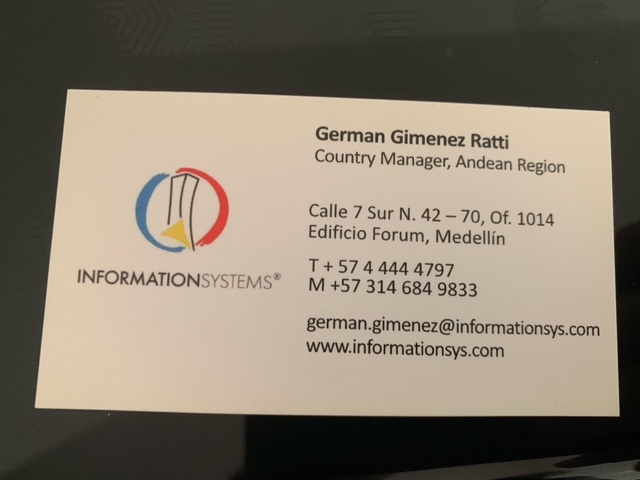 German Gimenez Ratti
Country Manager, Andean Region
Calle 7 Sur N. 42 – 70, Of. 1014
Edificio Forum, Medellín
T + 57 4 444 4797
M +57 314 684 9833
INFORMATIONSYSTEMS®
german.gimenez@informationsys.com
www.informationsys.com